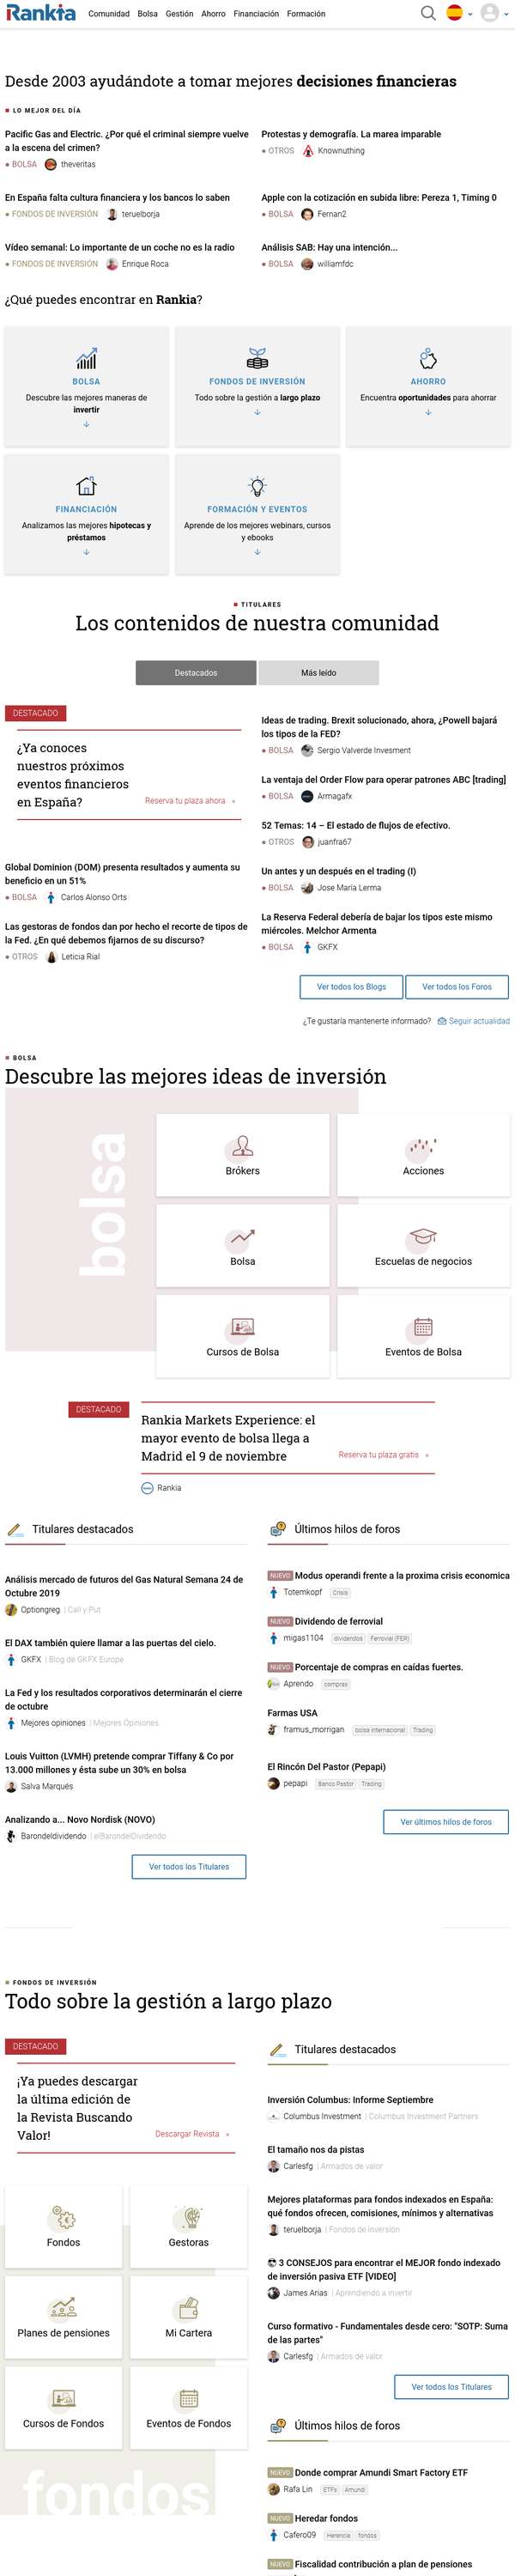 Rankia
Comunidad Bolsa Gestión Ahorro Financiación Formación
Desde 2003 ayudándote a tomar mejores decisiones financieras
LO MEJOR DEL DÍA
Pacific Gas and Electric. ¿Por qué el criminal siempre vuelve
a la escena del crimen?
BOLSA theveritas
En España falta cultura financiera y los bancos lo saben
FONDOS DE INVERSIÓN teruelborja
Vídeo semanal: Lo importante de un coche no es la radio
FONDOS DE INVERSIÓN Enrique Roca
Protestas y demografía. La marea imparable
OTROS Knownuthing
Apple con la cotización en subida libre: Pereza 1, Timing 0
BOLSA Fernan2
Análisis SAB: Hay una intención...
BOLSA williamfdc
¿Qué puedes encontrar en Rankia?
BOLSA
Descubre las mejores maneras de
invertir
FONDOS DE INVERSIÓN
Todo sobre la gestión a largo plazo
AHORRO
Encuentra oportunidades para ahorrar
FINANCIACIÓN
Analizamos las mejores hipotecas y
préstamos
FORMACIÓN Y EVENTOS
Aprende de los mejores webinars, cursos
y ebooks
TITULARES
Los contenidos de nuestra comunidad
Destacados Más leído
DESTACADO
¿Ya conoces
nuestros próximos
eventos financieros
en España?
Reserva tu plaza ahora »
Global Dominion (DOM) presenta resultados y aumenta su
beneficio en un 51%
BOLSA Carlos Alonso Orts
Las gestoras de fondos dan por hecho el recorte de tipos de
la Fed. ¿En qué debemos fijarnos de su discurso?
OTROS Leticia Rial
Ideas de trading. Brexit solucionado, ahora, ¿Powell bajará
los tipos de la FED?
BOLSA Sergio Valverde Invesment
La ventaja del Order Flow para operar patrones ABC [trading]
BOLSA Armagafx
52 Temas: 14 – El estado de flujos de efectivo.
OTROS juanfra67
Un antes y un después en el trading (I)
BOLSA Jose María Lerma
La Reserva Federal debería de bajar los tipos este mismo
miércoles. Melchor Armenta
BOLSA GKFX
Ver todos los Blogs Ver todos los Foros
¿Te gustaría mantenerte informado? Seguir actualidad
BOLSA
Descubre las mejores ideas de inversión
bolsa
Brókers
Acciones
Bolsa
Escuelas de negocios
Cursos de Bolsa
Eventos de Bolsa
DESTACADO
Rankia Markets Experience: el
mayor evento de bolsa llega a
Madrid el 9 de noviembre
Reserva tu plaza gratis »
Rankia
Titulares destacados
Análisis mercado de futuros del Gas Natural Semana 24 de
Octubre 2019
Optiongreg | Call y Put
El DAX también quiere llamar a las puertas del cielo.
GKFX | Blog de GKFX Europe
La Fed y los resultados corporativos determinarán el cierre
de octubre
Mejores opiniones | Mejores Opiniones
Louis Vuitton (LVMH) pretende comprar Tiffany & Co por
13.000 millones y ésta sube un 30% en bolsa
Salva Marqués
Analizando a... Novo Nordisk (NOVO)
Barondeldividendo | elBarondelDividendo
Ver todos los Titulares
Últimos hilos de foros
NUEVO Modus operandi frente a la proxima crisis economica
Totemkopf Crisis
NUEVO Dividendo de ferrovial
migas1104 dividendos Ferrovial (FER)
NUEVO Porcentaje de compras en caídas fuertes.
Aprendo compras
Farmas USA
framus_morrigan bolsa internacional Trading
El Rincón Del Pastor (Pepapi)
pepapi Banco Pastor Trading
Ver últimos hilos de foros
FONDOS DE INVERSIÓN
Todo sobre la gestión a largo plazo
DESTACADO
¡Ya puedes descargar
la última edición de
la Revista Buscando
Valor!
Descargar Revista »
Fondos
Gestoras
Planes de pensiones
Mi Cartera
Cursos de Fondos
Eventos de Fondos
fondos
Titulares destacados
Inversión Columbus: Informe Septiembre
Columbus Investment | Columbus Investment Partners
El tamaño nos da pistas
Carlesfg | Armados de valor
Mejores plataformas para fondos indexados en España:
qué fondos ofrecen, comisiones, mínimos y alternativas
teruelborja | Fondos de inversión
😎 3 CONSEJOS para encontrar el MEJOR fondo indexado
de inversión pasiva ETF [VIDEO]
James Arias | Aprendiendo a invertir
Curso formativo - Fundamentales desde cero: "SOTP: Suma
de las partes"
Carlesfg | Armados de valor
Ver todos los Titulares
Últimos hilos de foros
NUEVO Donde comprar Amundi Smart Factory ETF
Rafa Lin ETFs Amundi
NUEVO Heredar fondos
Cafero09 Herencia fondos
NUEVO Fiscalidad contribución a plan de pensiones